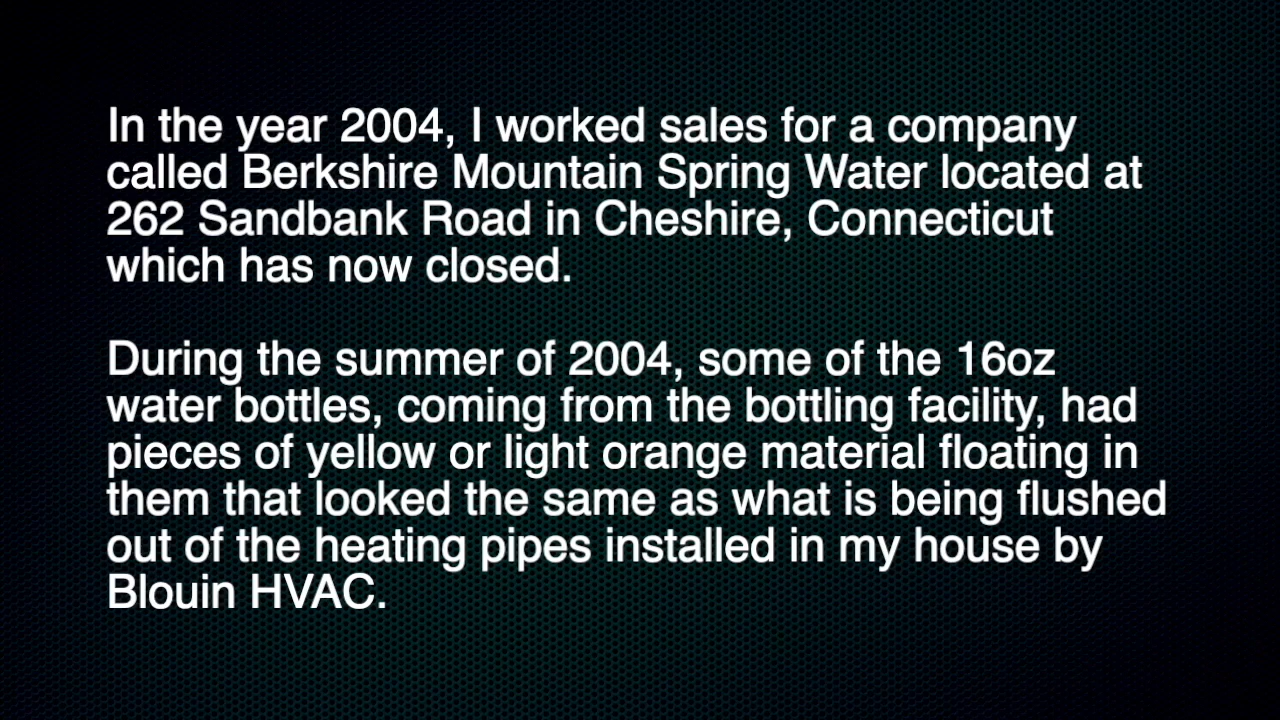 In the year 2004, I worked sales for a company
called Berkshire Mountain Spring Water located at
262 Sandbank Road in Cheshire, Connecticut
which has now closed.
During the summer of 2004, some of the 16oz
water bottles, coming from the bottling facility, had
pieces of yellow or light orange material floating in
them that looked the same as what is being flushed
out of the heating pipes installed in my house by
Blouin HVAC.